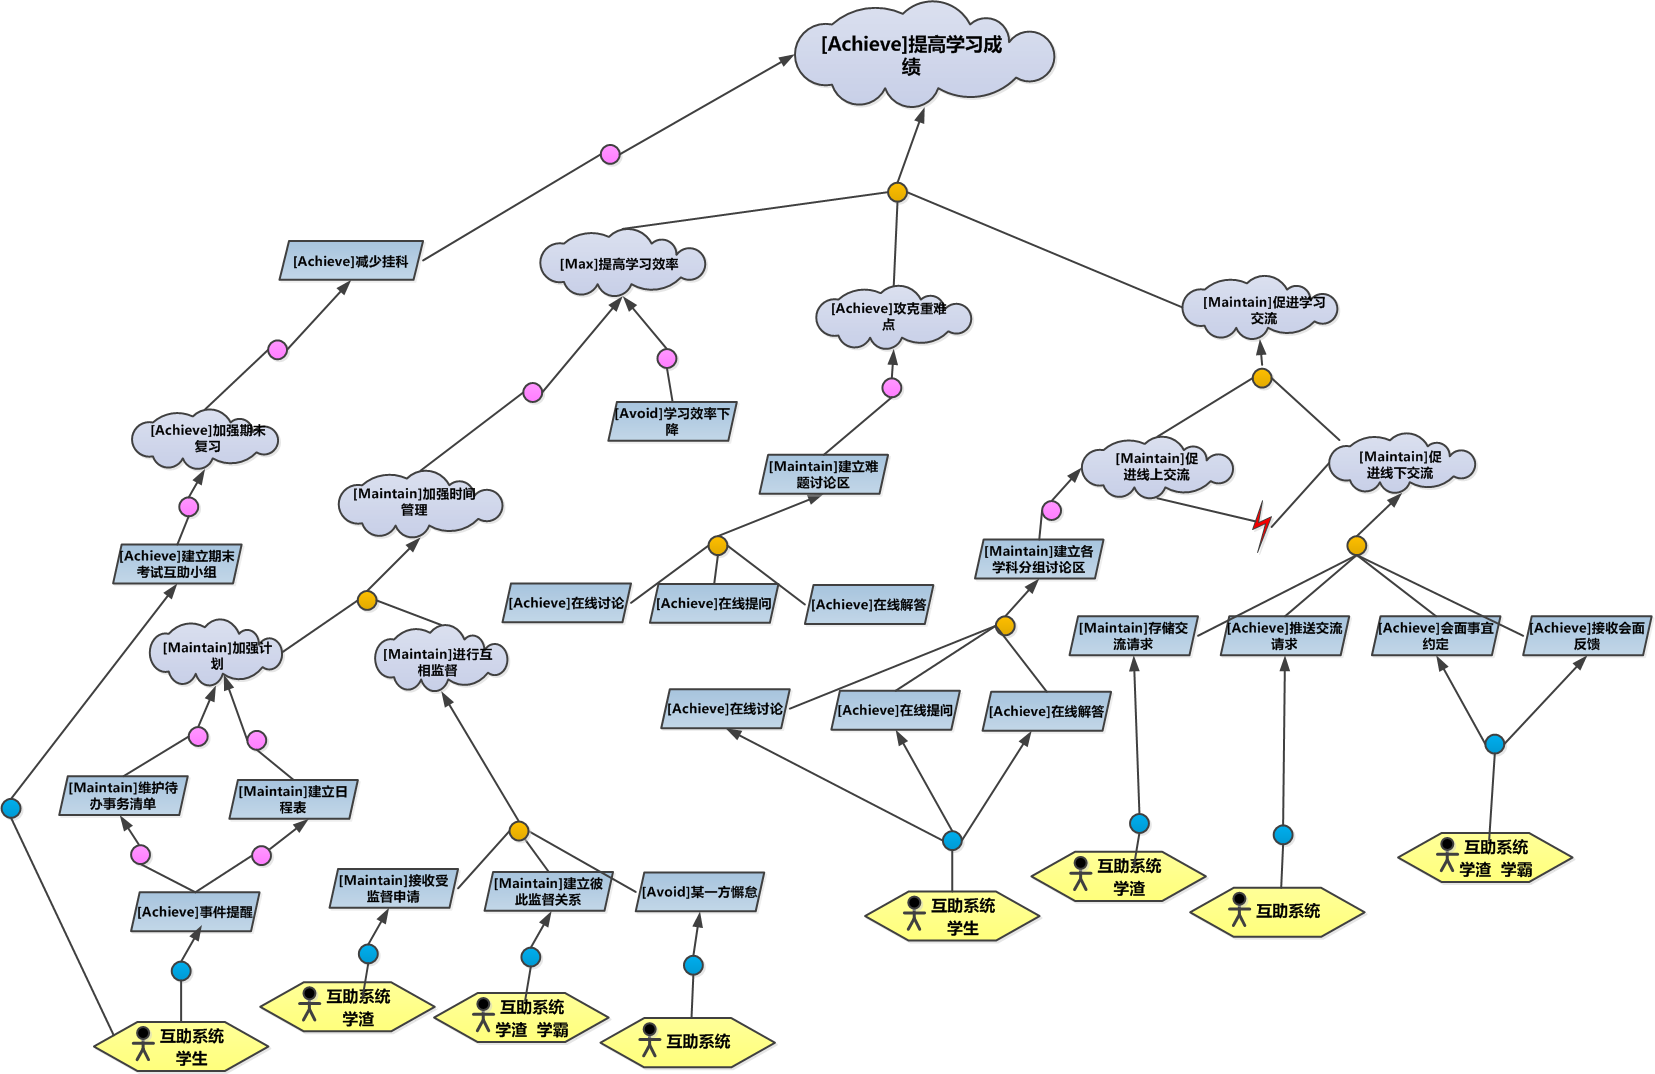 [Achieve]提高学习成
绩
[Achieve]减少挂科
[Max]提高学习效率
[Achieve]攻克重难
点
[Maintain]促进学习
交流
[Achieve]加强期末
复习
[Avoid]学习效率下
降
[Maintain]加强时间
管理
[Maintain]建立难
题讨论区
[Maintain]促
进线上交流
[Maintain]促
进线下交流
[Achieve]建立期末
考试互助小组
[Maintain]建立各
学科分组讨论区
[Achieve]在线讨论
[Achieve]在线提问
[Achieve]在线解答
[Maintain]存储交
流请求
[Achieve]推送交流
请求
[Achieve]会面事宜
约定
[Achieve]接收会面
反馈
[Maintain]加强计
划
[Maintain]进行互
相监督
[Achieve]在线讨论
[Achieve]在线提问
[Achieve]在线解答
[Maintain]维护待
办事务清单
[Maintain]建立日
程表
[Achieve]事件提醒
[Maintain]接收受
监督申请
[Maintain]建立彼
此监督关系
[Avoid]某一方懈怠
互助系统
学生
互助系统
学渣
互助系统
学渣 学霸
互助系统
互助系统
学生
互助系统
学渣
互助系统
互助系统
学渣 学霸